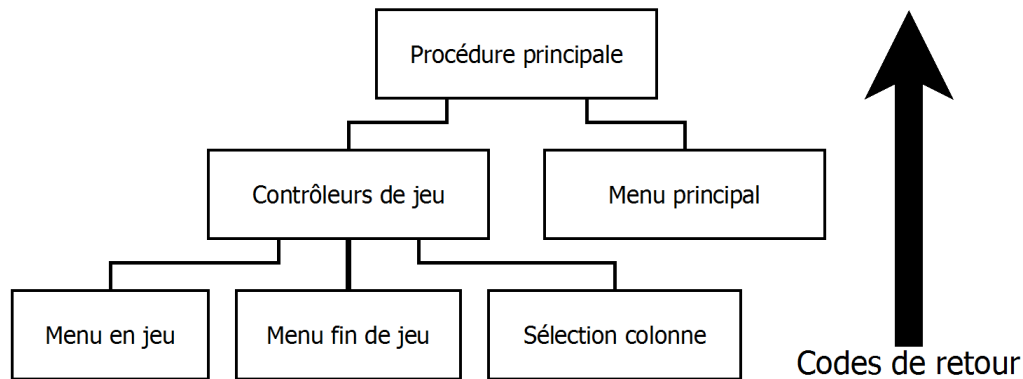 Procédure principale
Contrôleurs de jeu
Menu principal
Menu en jeu
Menu fin de jeu
Sélection colonne
Codes de retour